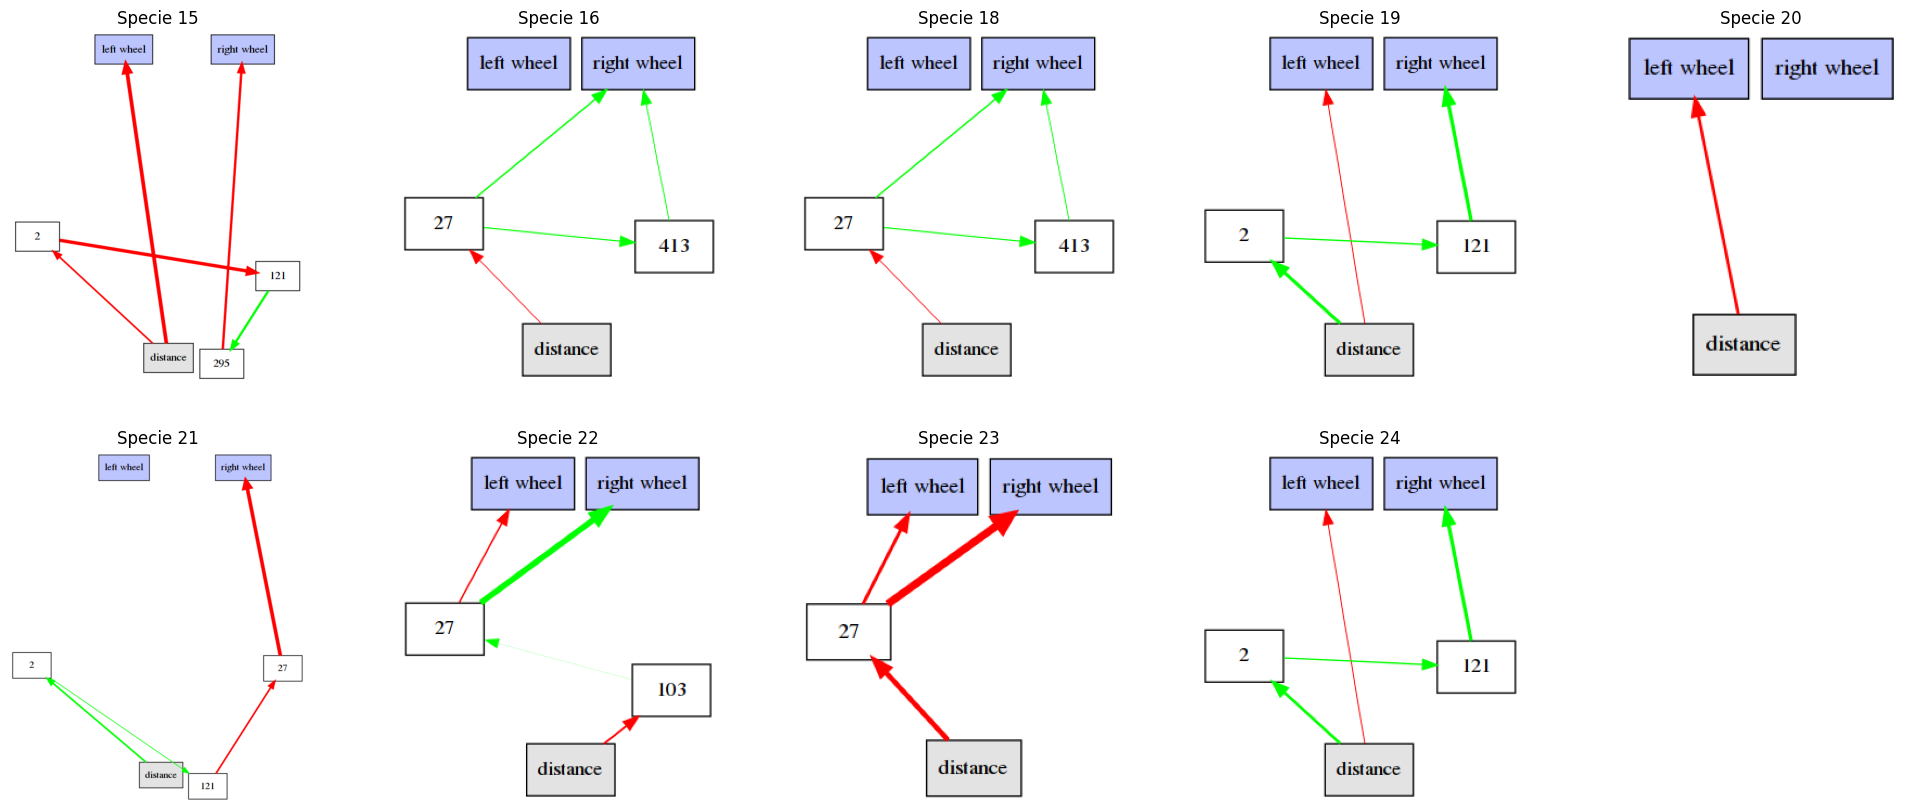 Specie 15
left wheel
right wheel
2
121
distance
295
Specie 16
left wheel
right wheel
27
413
distance
Specie 18
left wheel
right wheel
27
413
distance
Specie 19
left wheel
right wheel
2
121
distance
Specie 20
left wheel
right wheel
distance
Specie 21
left wheel
right wheel
2
27
distance
121
Specie 22
left wheel
right wheel
27
103
distance
Specie 23
left wheel
right wheel
27
distance
Specie 24
left wheel
right wheel
2
121
distance